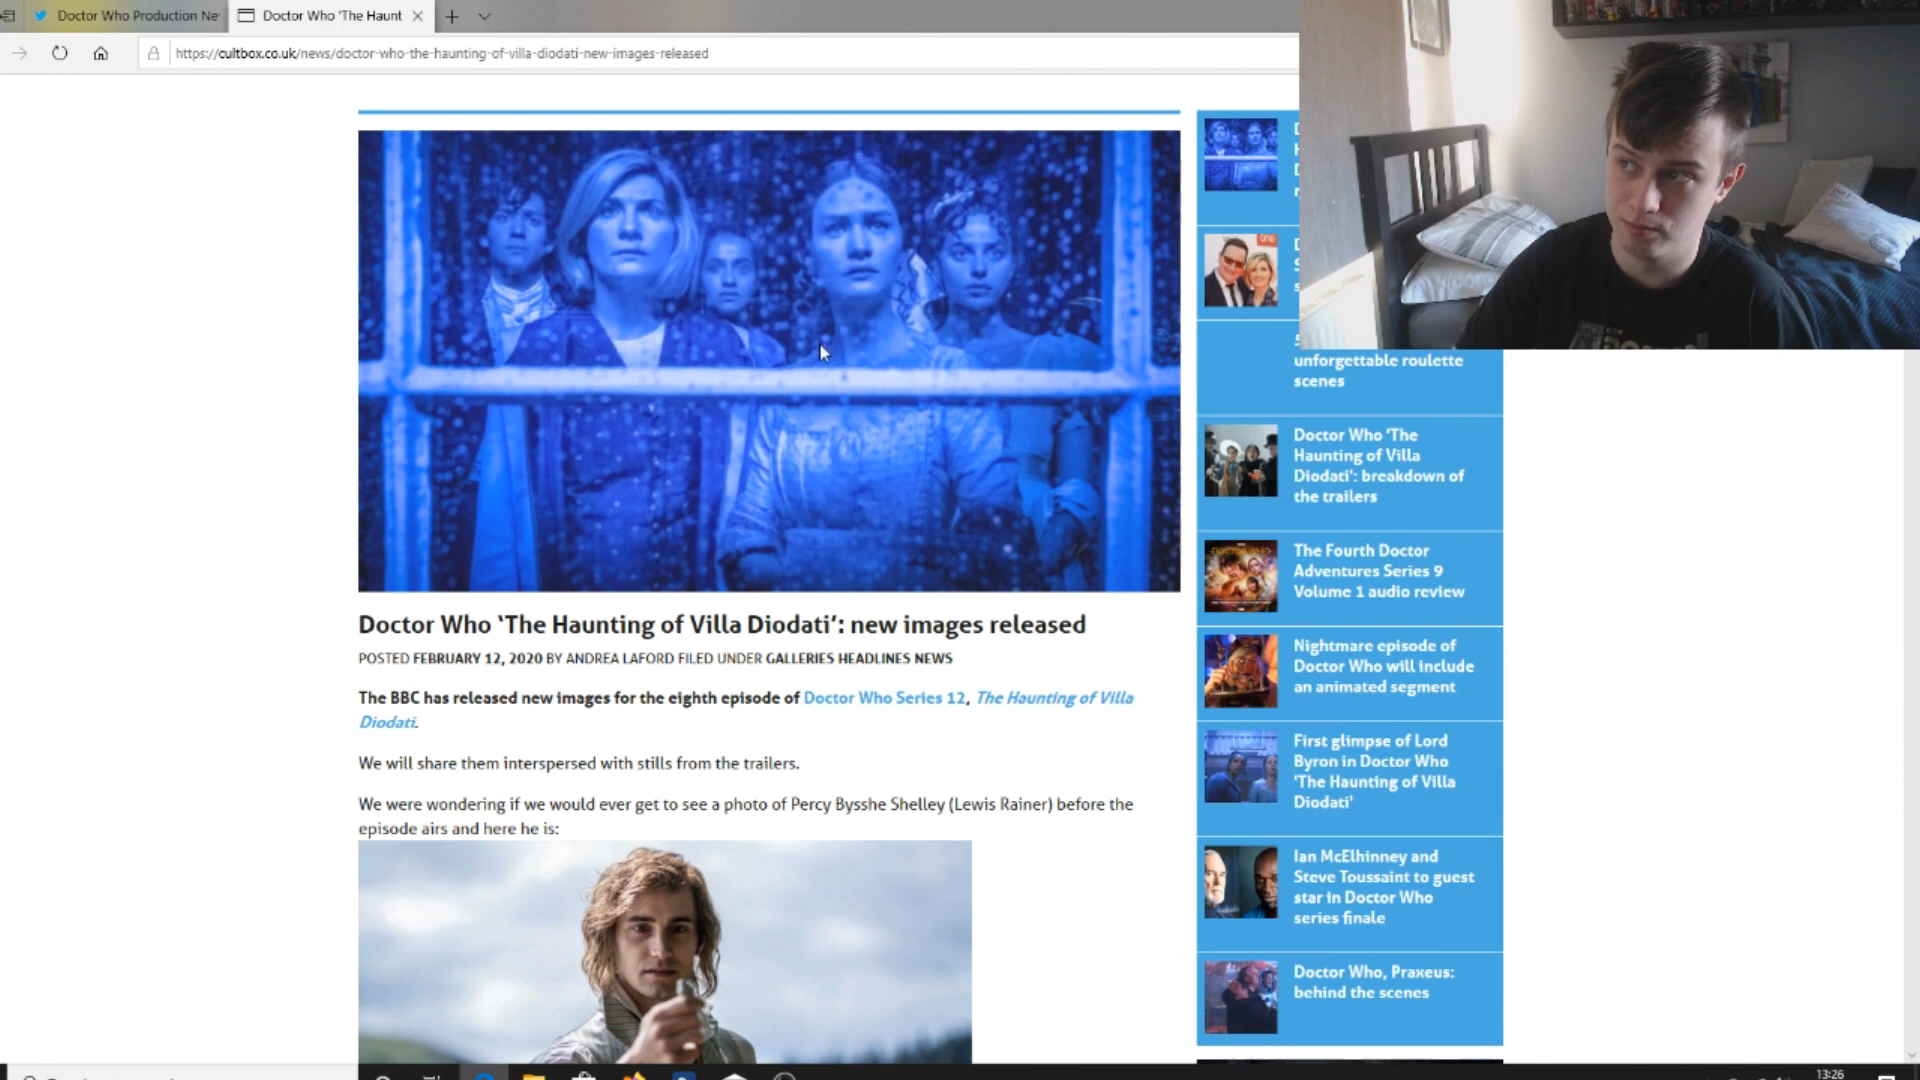 Doctor Who Production Ne
Doctor Who 'The Haunt
https://cultbox.co.uk/news/doctor-who-the-haunting-of-villa-diodati-new-images-released
one
unforgettable roulette
scenes
Doctor Who 'The
Haunting of Villa
Diodati': breakdown of
the trailers
The Fourth Doctor
Adventures Series 9
Volume 1 audio review
Nightmare episode of
Doctor Who will include
an animated segment
First glimpse of Lord
Byron in Doctor Who
'The Haunting of Villa
Diodati'
Ian McElhinney and
Steve Toussaint to guest
star in Doctor Who
series finale
Doctor Who, Praxeus:
behind the scenes
Doctor Who ‘The Haunting of Villa Diodati’: new images released
POSTED FEBRUARY 12, 2020 BY ANDREA LAFORD FILED UNDER GALLERIES HEADLINES NEWS
The BBC has released new images for the eighth episode of Doctor Who Series 12, The Haunting of Villa
Diodati.
We will share them interspersed with stills from the trailers.
We were wondering if we would ever get to see a photo of Percy Bysshe Shelley (Lewis Rainer) before the
episode airs and here he is:
13:26